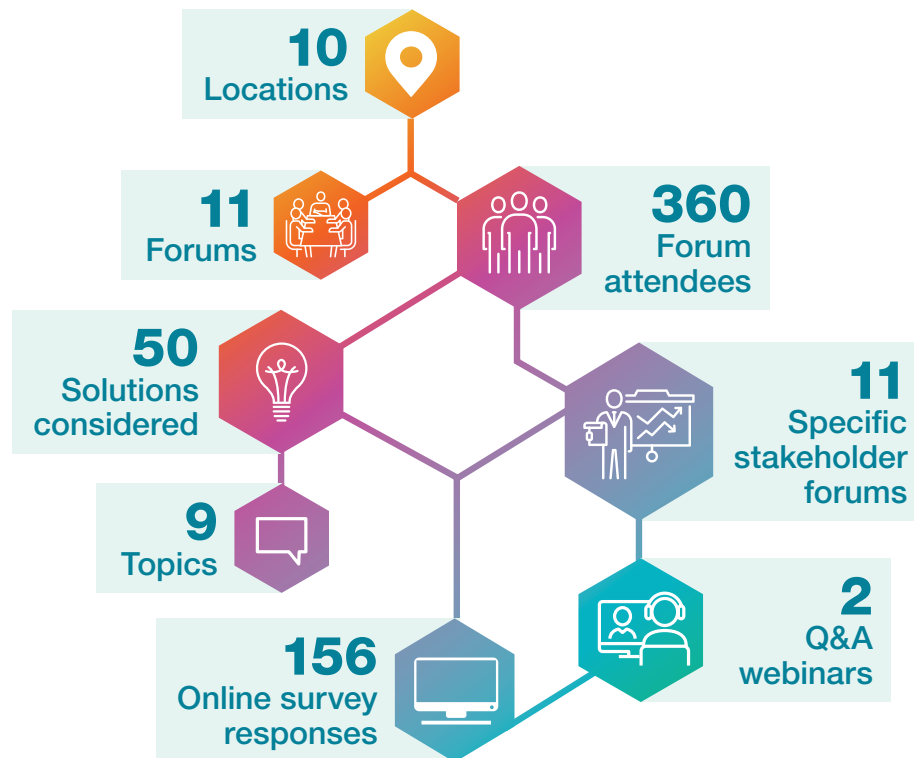 10
Locations
11
Forums
360
Forum
attendees
50
Solutions
considered
11
Specific
stakeholder
forums
9
Topics
2
Q&A
webinars
156
Online survey
responses